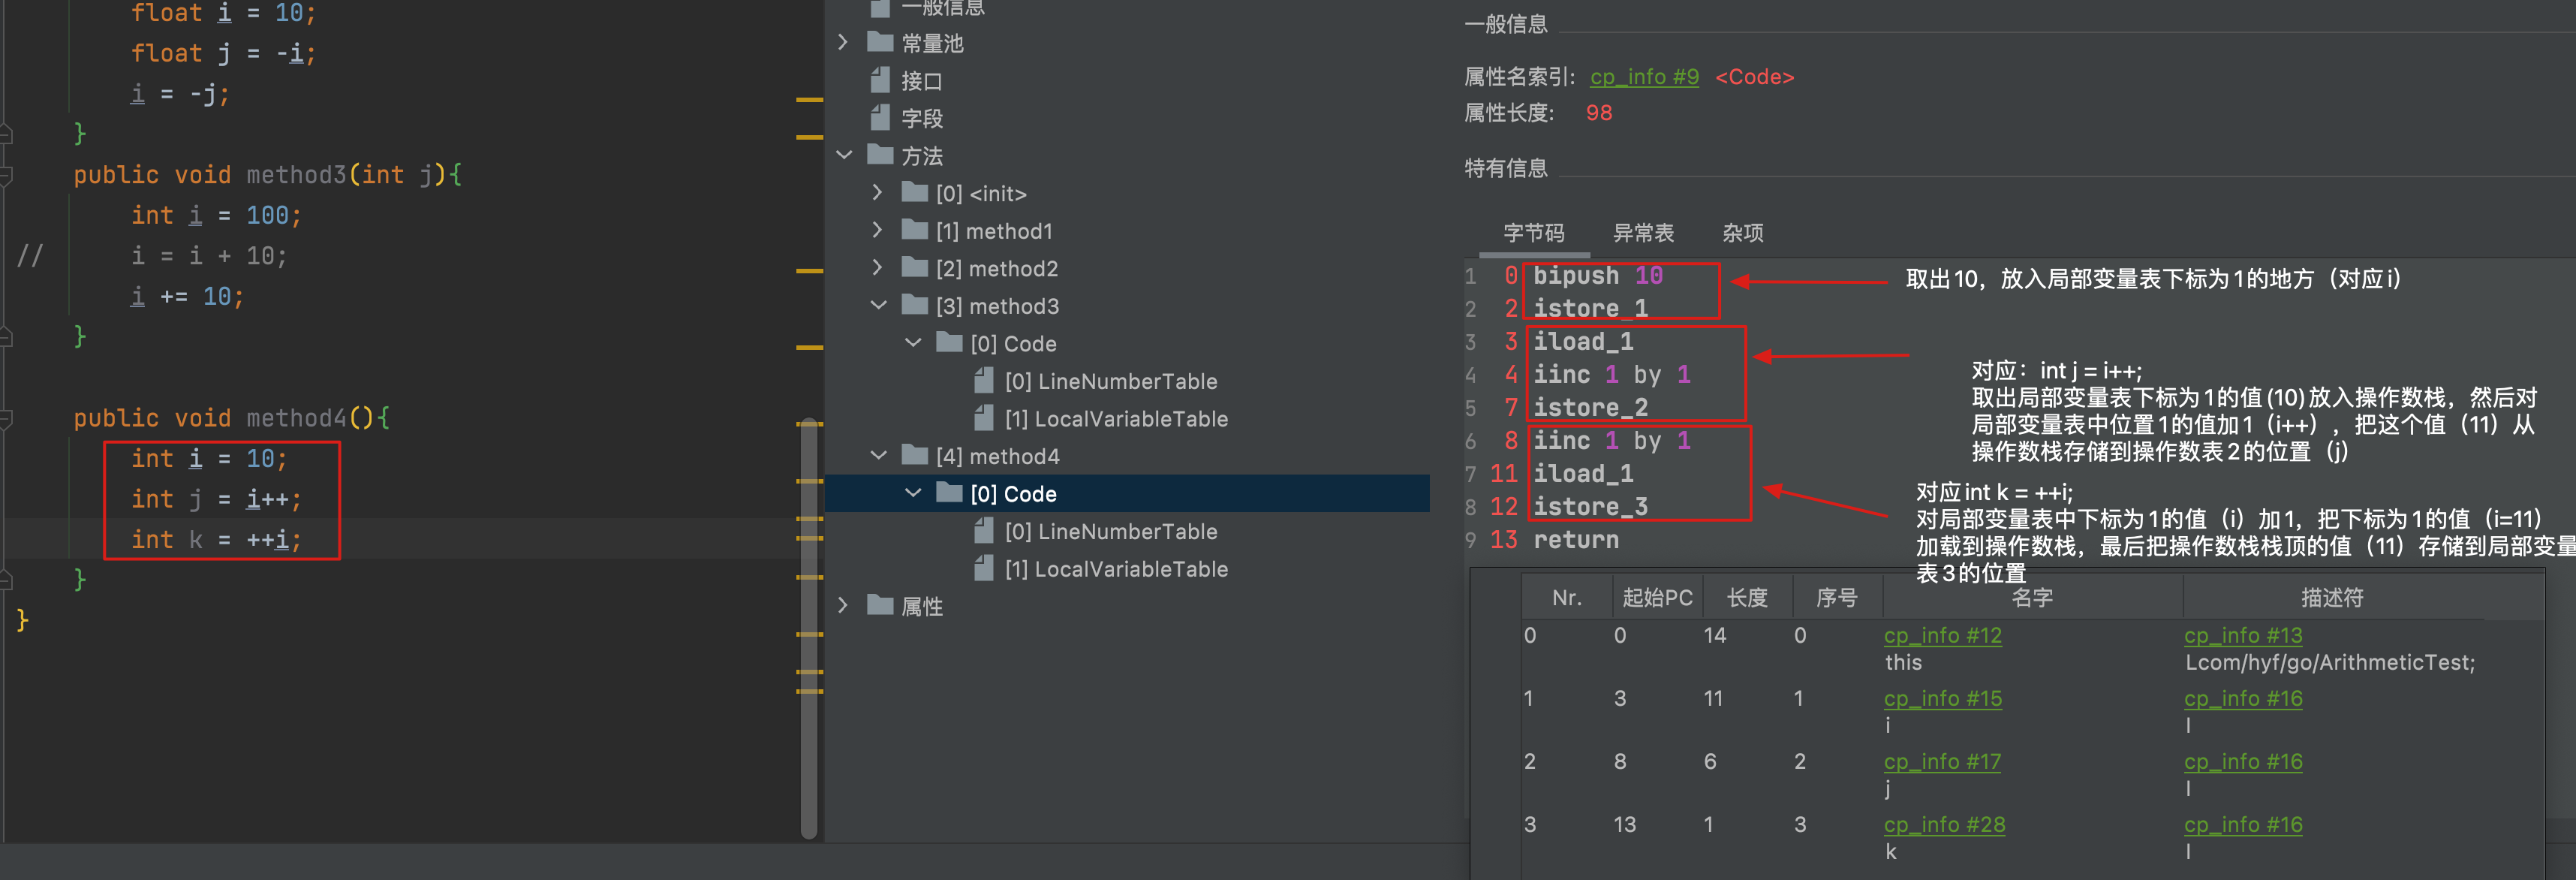 float i = 10;
float j = -i;
i = -j;
}
public void method3(int j){
int i = 100;
// i = i + 10;
i += 10;
}
public void method4(){
int i = 10;
int j = i++;
int k = ++i;
}
}
一般信息
常量池
接口
字段
方法
[0] <init>
[1] method1
[2] method2
[3] method3
[0] Code
[0] LineNumberTable
[1] LocalVariableTable
[4] method4
[0] Code
[0] LineNumberTable
[1] LocalVariableTable
属性
一般信息
属性名索引: cp_info #9 <Code>
属性长度: 98
特有信息
字节码 异常表 杂项
1 0 bipush 10
2 2 istore_1
3 3 iload_1
4 4 iinc 1 by 1
5 7 istore_2
6 8 iinc 1 by 1
7 11 iload_1
8 12 istore_3
9 13 return
取出10，放入局部变量表下标为1的地方（对应i）
对应：int j = i++;
取出局部变量表下标为1的值(10)放入操作数栈，然后对
局部变量表中位置1的值加1（i++），把这个值（11）从
操作数栈存储到操作数表2的位置（j）
对应int k = ++i;
对局部变量表中下标为1的值（i）加1，把下标为1的值（i=11）
加载到操作数栈，最后把操作数栈栈顶的值（11）存储到局部变量
表3的位置
Nr. 起始PC 长度 序号 名字 描述符
0 0 14 0 cp_info #12 cp_info #13
this Lcom/hyf/go/ArithmeticTest;
1 3 11 1 cp_info #15 cp_info #16
i I
2 8 6 2 cp_info #17 cp_info #16
j I
3 13 1 3 cp_info #28 cp_info #16
k I